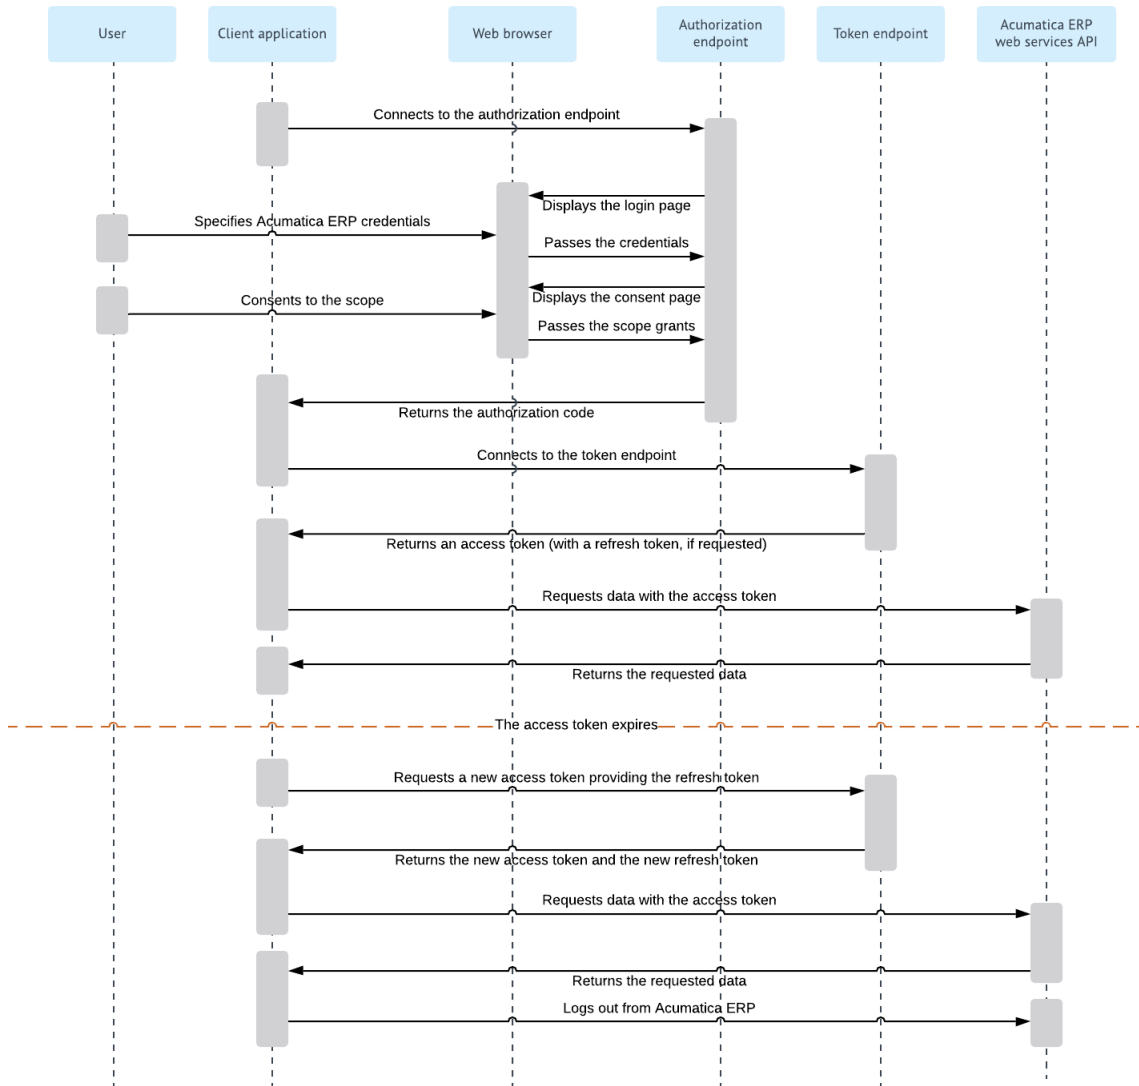 User
Client application
Web browser
Authorization
endpoint
Token endpoint
Acumatica ERP
web services API
Connects to the authorization endpoint
Displays the login page
Specifies Acumatica ERP credentials
Passes the credentials
Displays the consent page
Consents to the scope
Passes the scope grants
Returns the authorization code
Connects to the token endpoint
Returns an access token (with a refresh token, if requested)
Requests data with the access token
Returns the requested data
The access token expires
Requests a new access token providing the refresh token
Returns the new access token and the new refresh token
Requests data with the access token
Returns the requested data
Logs out from Acumatica ERP